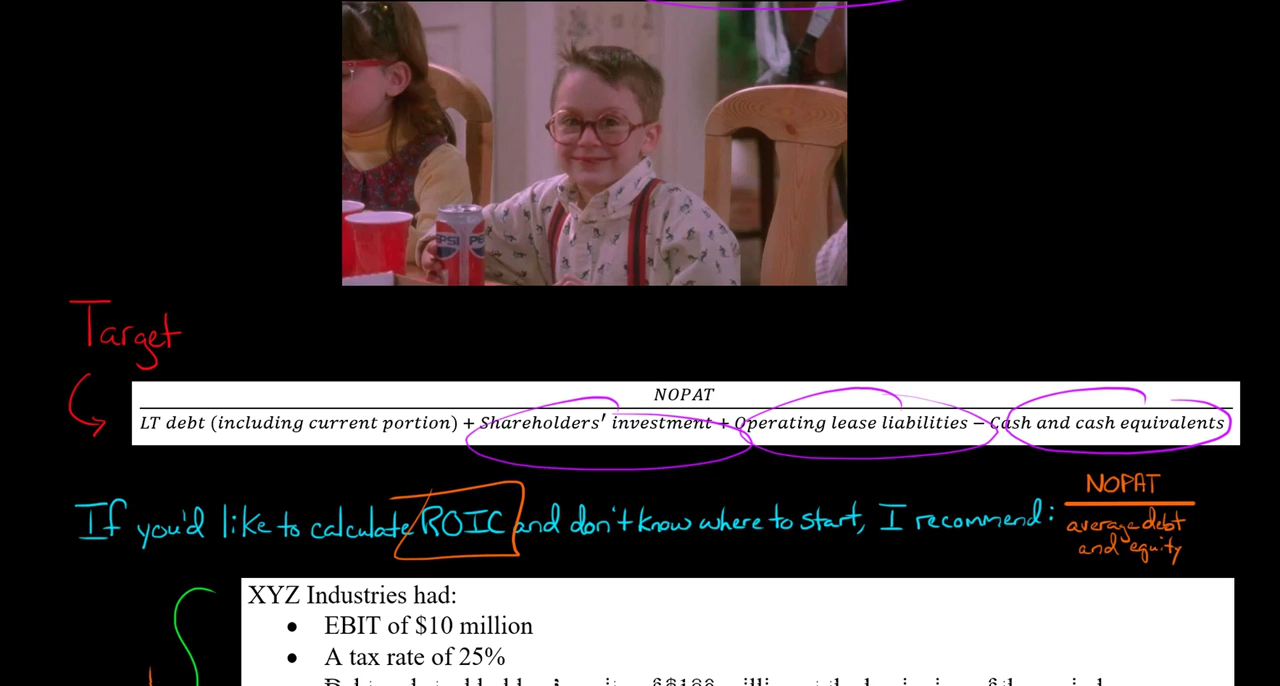 PSI PE
Target
NOPAT
LT debt (including current portion) + Shareholders' investment + Operating lease liabilities − Cash and cash equivalents
If you'd like to calculate ROIC and don't know where to start, I recommend:
NOPAT
average debt
and equity
XYZ Industries had:
• EBIT of $10 million
• A tax rate of 25%